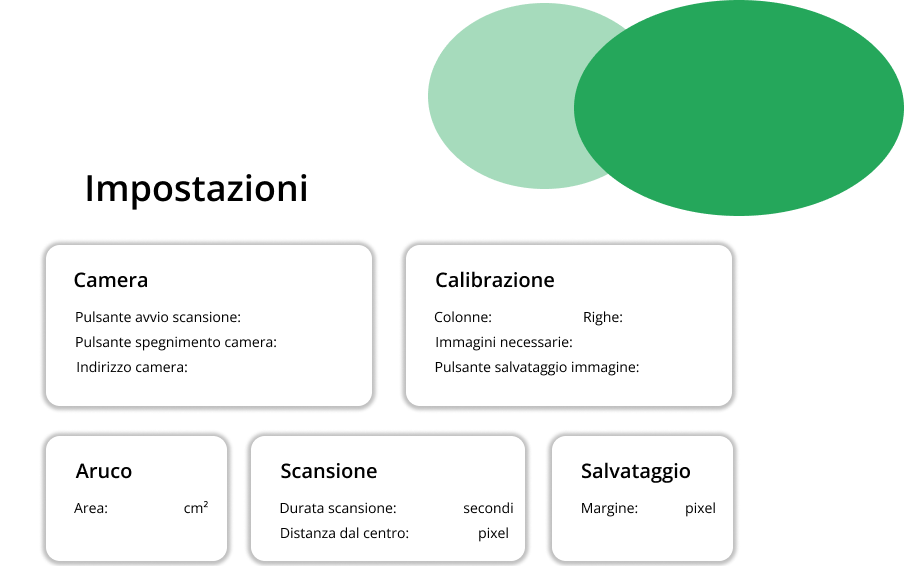 Impostazioni
Camera
Pulsante avvio scansione:
Pulsante spegnimento camera:
Indirizzo camera:
Calibrazione
Colonne: Righe:
Immagini necessarie:
Pulsante salvataggio immagine:
Aruco
Area: cm²
Scansione
Durata scansione: secondi
Distanza dal centro: pixel
Salvataggio
Margine: pixel